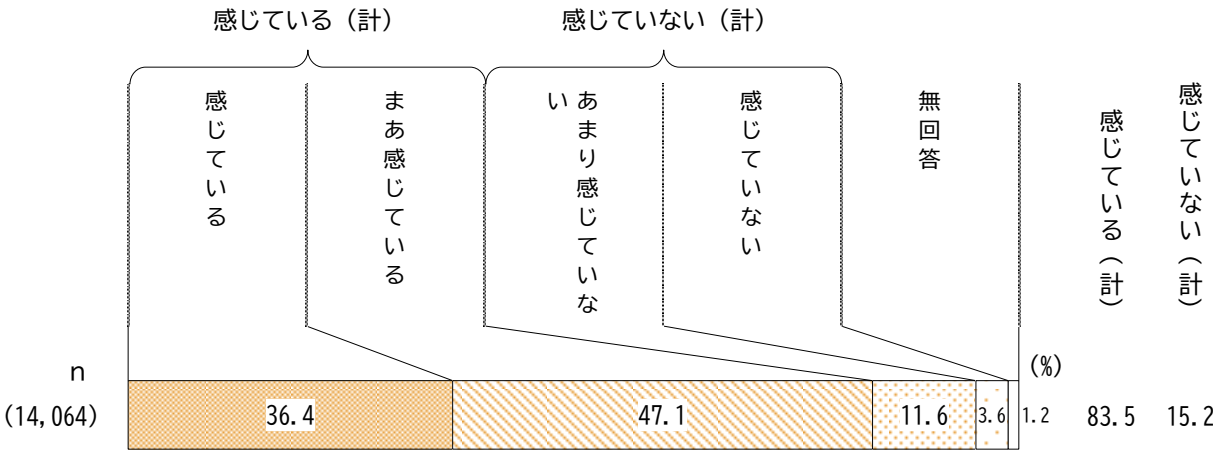 感じている（計）
感じていない（計）
感じている
まあ感じている
あまり感じていな
い
感じていない
無回答
感じている（計）
感じていない（計）
(%)
n
(14,064)
36.4
47.1
11.6
3.6
1.2
83.5
15.2